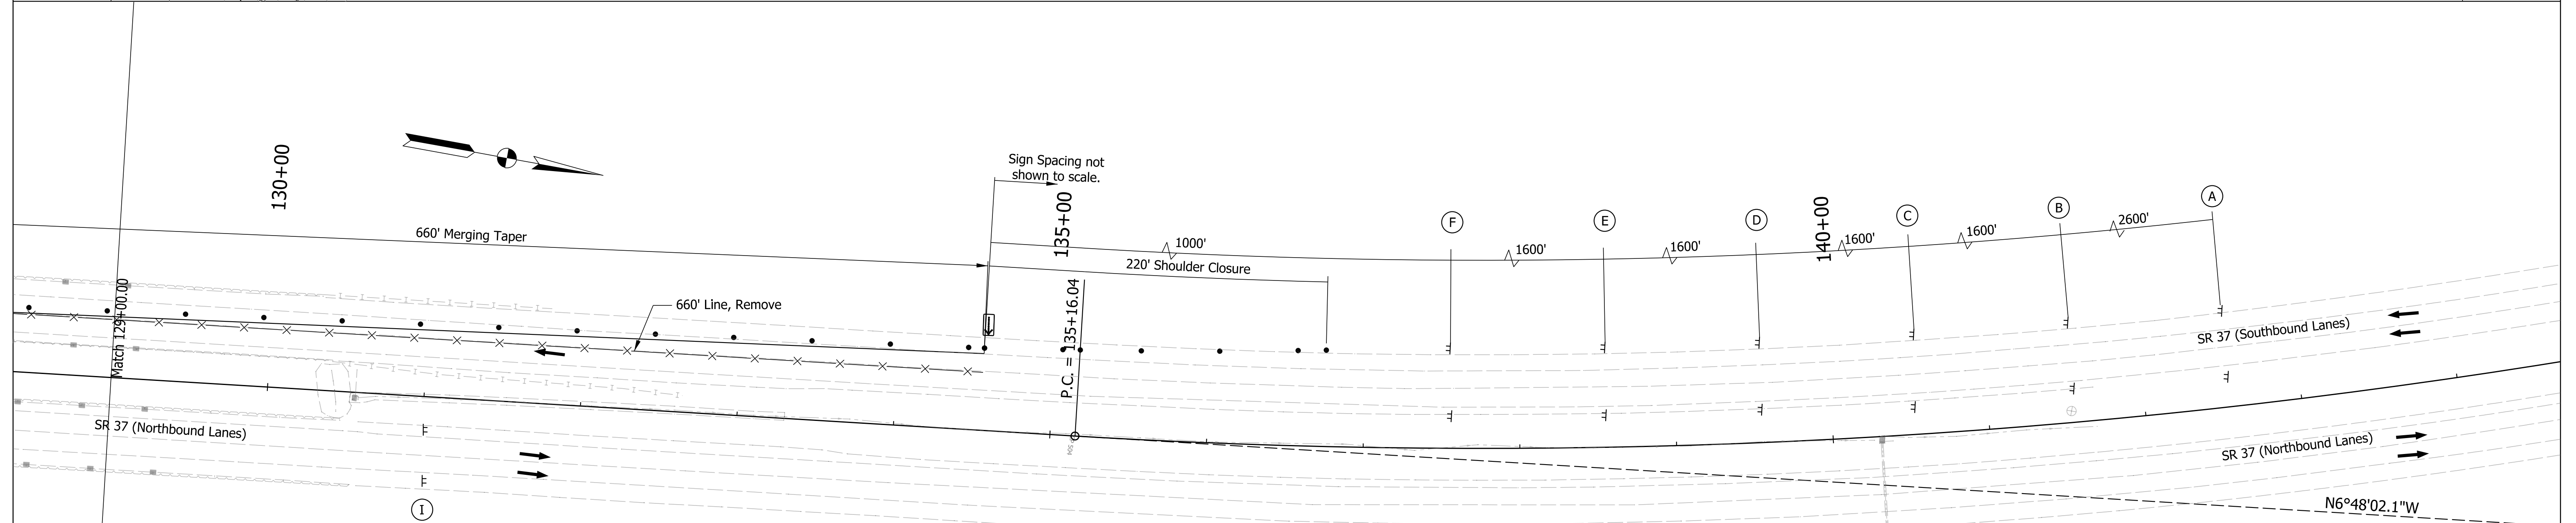 130+00
Sign Spacing not
shown to scale.
135+00
140+00
F
E
D
C
B
A
660' Merging Taper
1000'
1600'
1600'
1600'
1600'
2600'
220' Shoulder Closure
Match 129+00.00
660' Line, Remove
P.C. = 135+16.04
SR 37 (Southbound Lanes)
SR 37 (Northbound Lanes)
SR 37 (Northbound Lanes)
I
N6°48'02.1"W